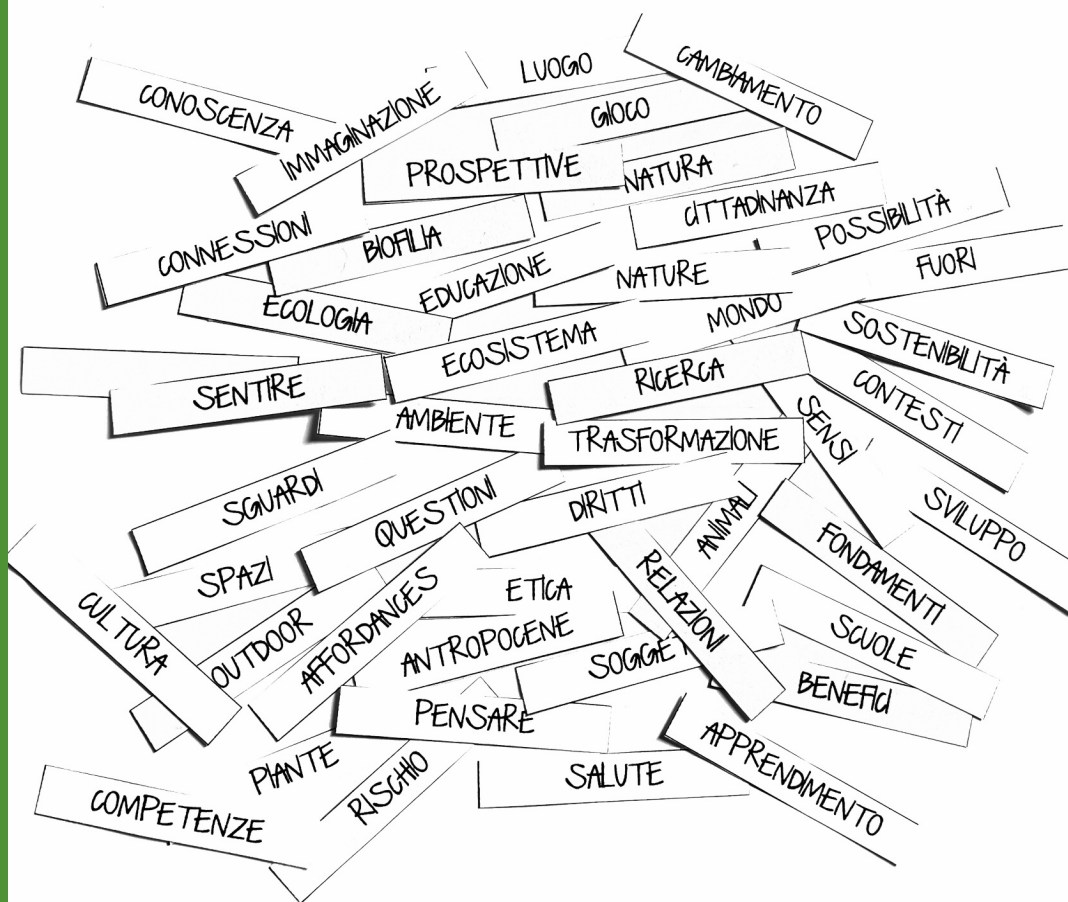 LUOGO
CAMBIAMENTO
CONOSCENZA
IMMAGINAZIONE
GIOCO
PROSPETTIVE
NATURA
CITTADINANZA
POSSIBILITÀ
CONNESSIONI
BIOFILIA
EDUCAZIONE
NATURE
FUORI
ECOLOGIA
MONDO
ECOSISTEMA
SOSTENIBILITÀ
SENTIRE
RICERCA
CONTESTI
AMBIENTE
TRASFORMAZIONE
SENSI
SGUARDI
QUESTIONI
DIRITTI
ANIMALI
SVILUPPO
FONDAMENTI
SPAZI
ETICA
RELAZIONI
CULTURA
OUTDOOR
AFFORDANCES
ANTROPOCENE
SCUOLE
BENEFICI
PENSARE
PIANTE
RISCHIO
SALUTE
APPRENDIMENTO
COMPETENZE